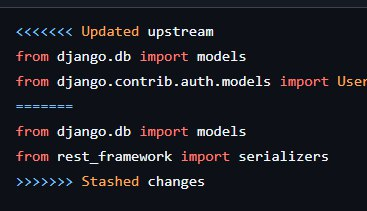 <<<<<<< Updated upstream
from django.db import models
from django.contrib.auth.models import User
=======
from django.db import models
from rest_framework import serializers
>>>>>>> Stashed changes